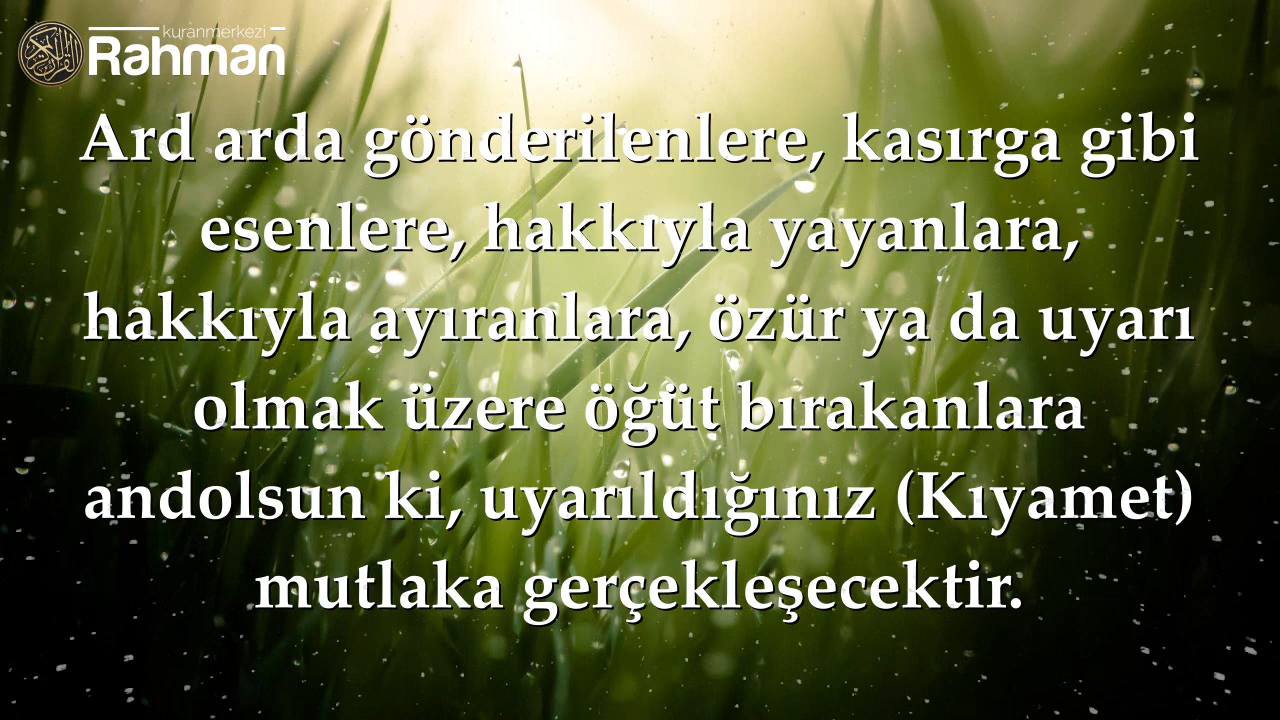 kuranmerkezi
Rahman
Ard arda gönderilenlere, kasırga gibi
esenlere, hakkıyla yayanlara,
hakkıyla ayıranlara, özür ya da uyarı
olmak üzere öğüt bırakanlara
andolsun ki, uyarıldığınız (Kıyamet)
mutlaka gerçekleşecektir.